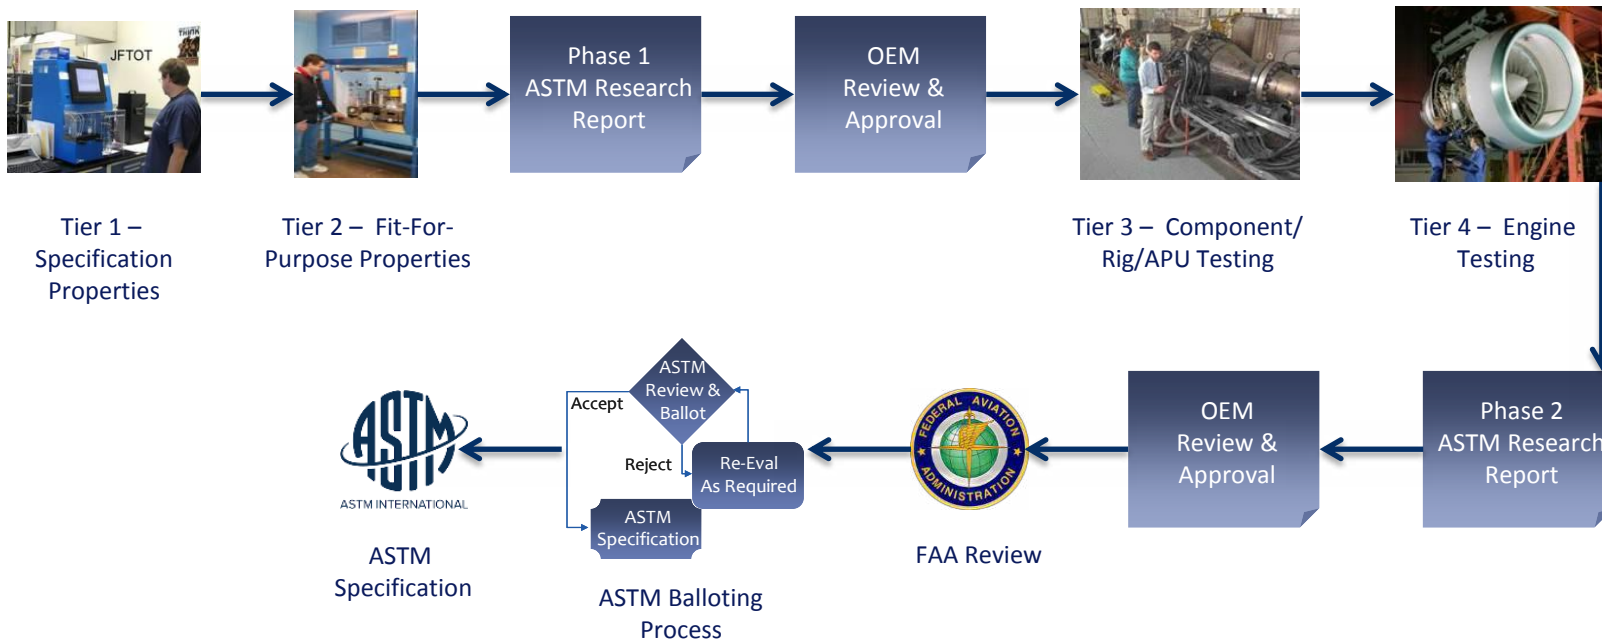 THINK
JFTOT
Phase 1
ASTM Research
Report
OEM
Review &
Approval
Tier 1 –
Specification
Properties
Tier 2 – Fit-For-
Purpose Properties
Tier 3 – Component/
Rig/APU Testing
Tier 4 – Engine
Testing
ASTM
Review &
Ballot
Accept
Reject
Re-Eval
As Required
ASTM
Specification
ASTM Balloting
Process
ASTM
ASTM INTERNATIONAL
ASTM
Specification
FEDERAL AVIATION
ADMINISTRATION
FAA Review
OEM
Review &
Approval
Phase 2
ASTM Research
Report